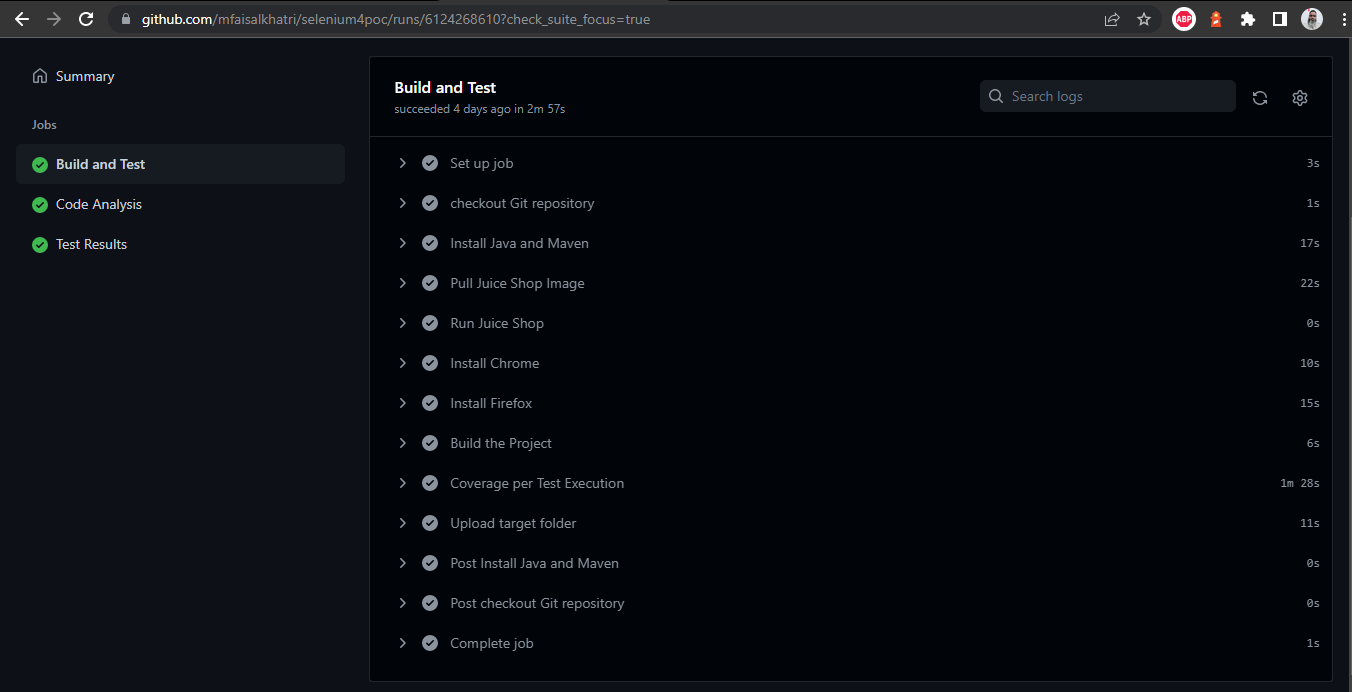 github.com/mfaisalkhatri/selenium4poc/runs/6124268610?check_suite_focus=true
ABP
Summary
Jobs
Build and Test
Code Analysis
Test Results
Build and Test
succeeded 4 days ago in 2m 57s
Search logs
Set up job 3s
checkout Git repository 1s
Install Java and Maven 17s
Pull Juice Shop Image 22s
Run Juice Shop 0s
Install Chrome 10s
Install Firefox 15s
Build the Project 6s
Coverage per Test Execution 1m 28s
Upload target folder 11s
Post Install Java and Maven 0s
Post checkout Git repository 0s
Complete job 1s